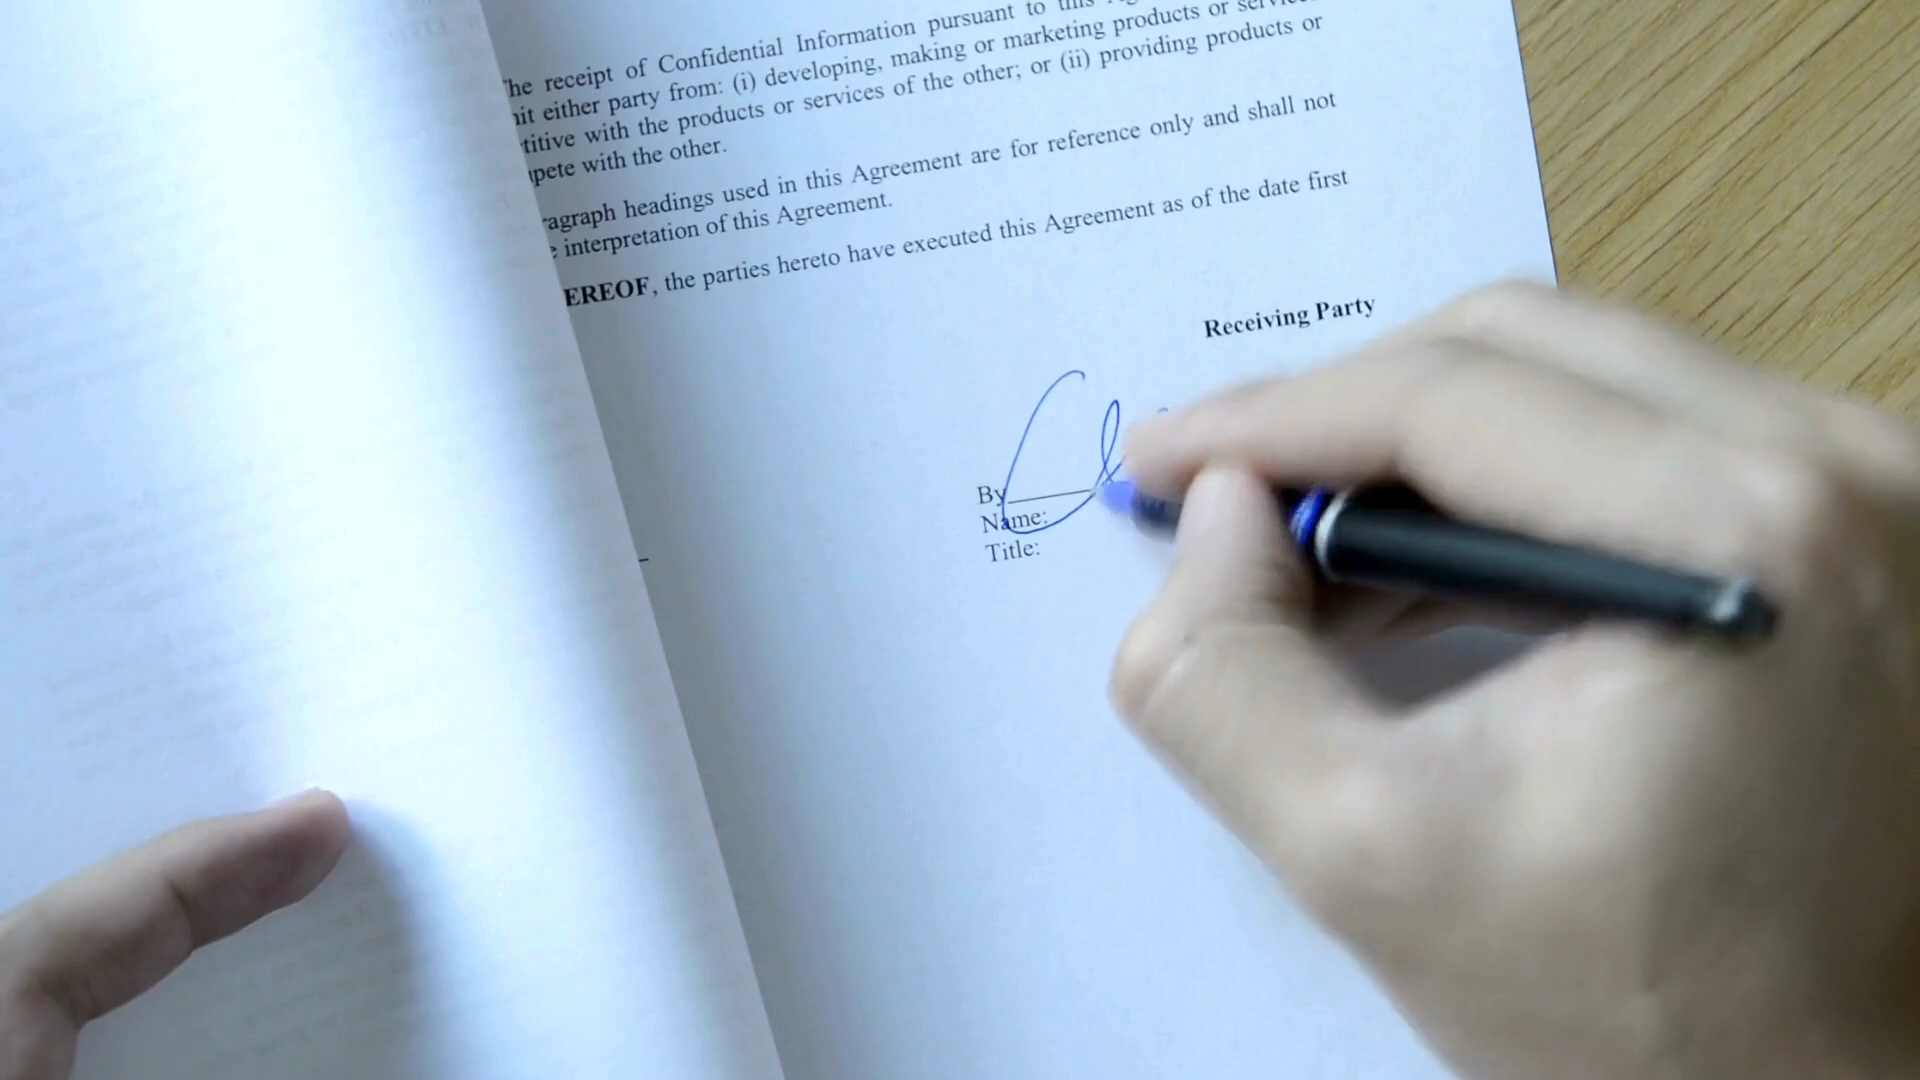 he receipt of Confidential Information pursuant to this
it either party from: (i) developing, making or marketing products or
titive with the products or services of the other; or (ii) providing products or
pete with the other.
agraph headings used in this Agreement are for reference only and shall not
interpretation of this Agreement.
EREOF, the parties hereto have executed this Agreement as of the date first
Receiving Party
By
Name:
Title: